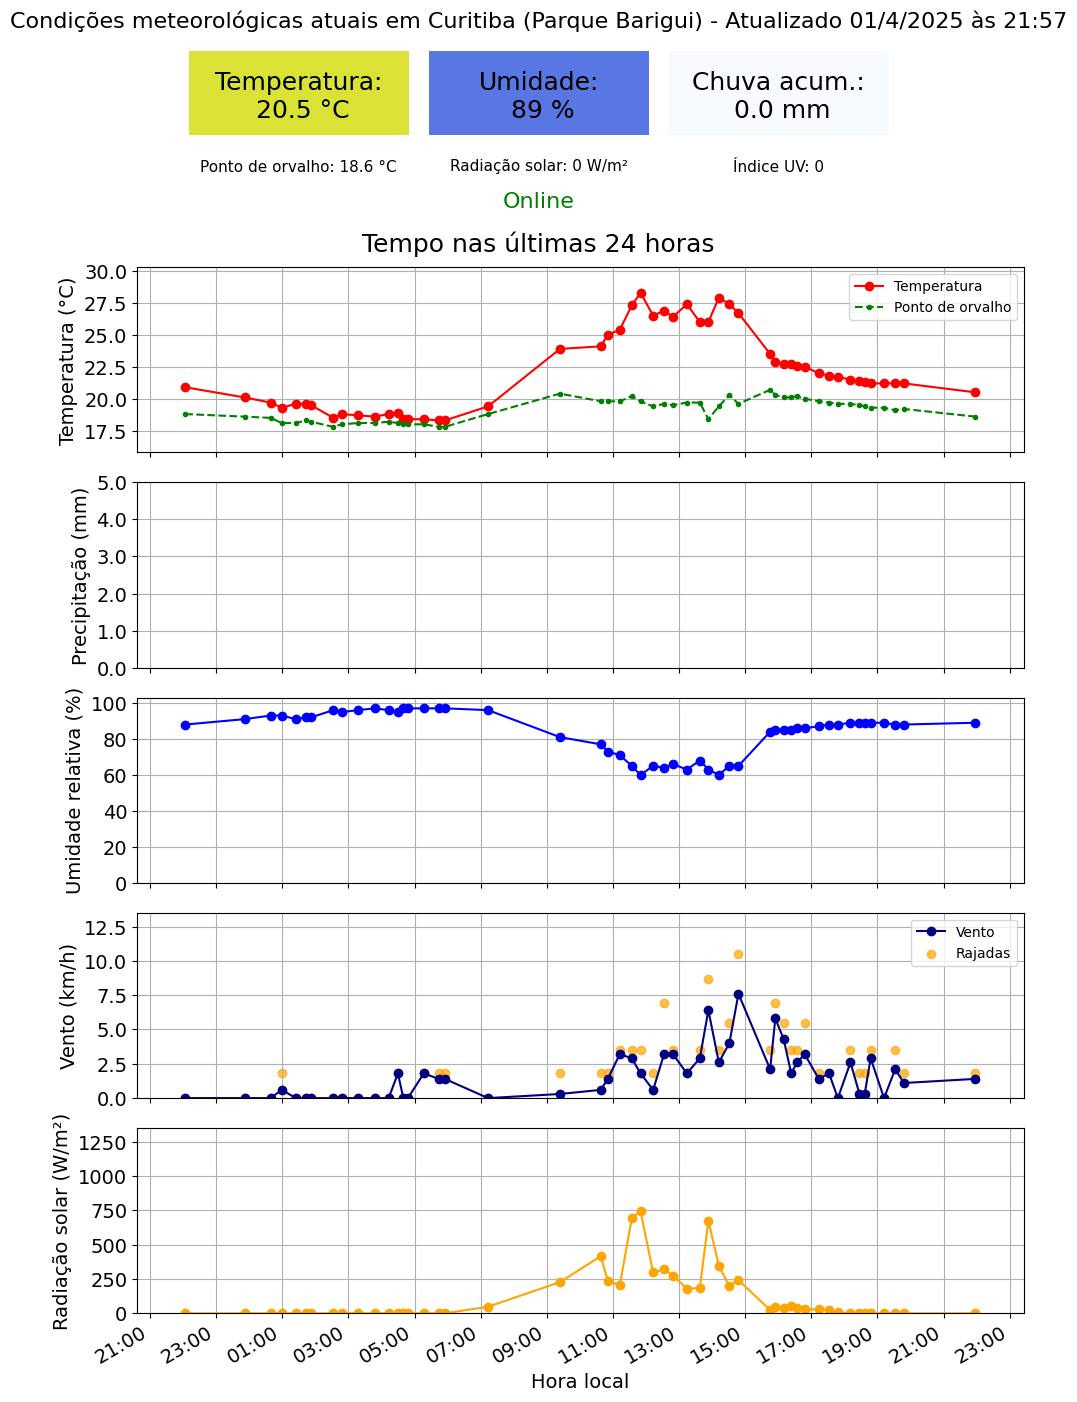 Condições meteorológicas atuais em Curitiba (Parque Barigui) - Atualizado 01/4/2025 às 21:57
Temperatura:
20.5 °C
Umidade:
89 %
Chuva acum.:
0.0 mm
Ponto de orvalho: 18.6 °C
Radiação solar: 0 W/m²
Índice UV: 0
Online
Tempo nas últimas 24 horas
Temperatura (°C)
30.0
27.5
25.0
22.5
20.0
17.5
Temperatura
Ponto de orvalho
Precipitação (mm)
5.0
4.0
3.0
2.0
1.0
0.0
Umidade relativa (%)
100
80
60
40
20
0
Vento (km/h)
12.5
10.0
7.5
5.0
2.5
0.0
Vento
Rajadas
Radiação solar (W/m²)
1250
1000
750
500
250
0
21:00
23:00
01:00
03:00
05:00
07:00
09:00
11:00
13:00
15:00
17:00
19:00
21:00
23:00
Hora local